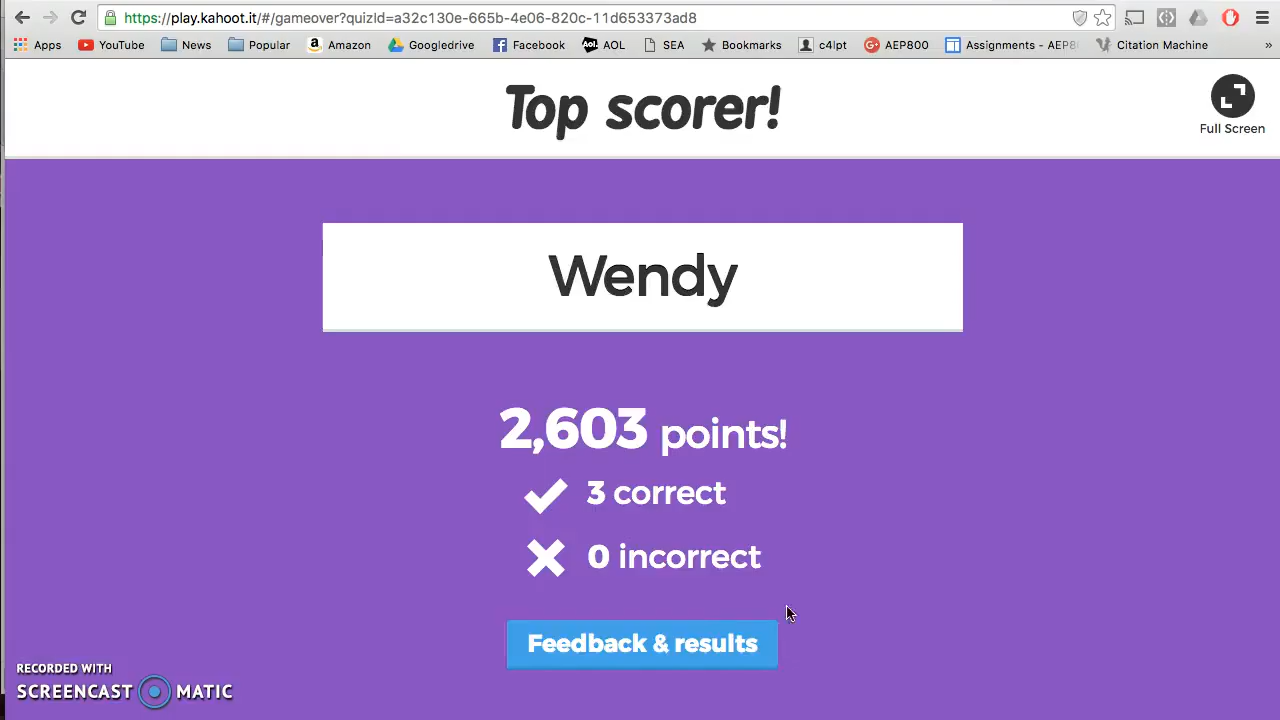 https://play.kahoot.it/#/gameover?quizId=a32c130e-665b-4e06-820c-11d653373ad8
Apps YouTube News Popular Amazon GoogleDrive Facebook Aol. AOL SEA Bookmarks c4lpt G+ AEP800 Assignments - AEP8 Citation Machine »
Top scorer!
Full Screen
Wendy
2,603 points!
3 correct
0 incorrect
Feedback & results
RECORDED WITH
SCREENCAST MATIC